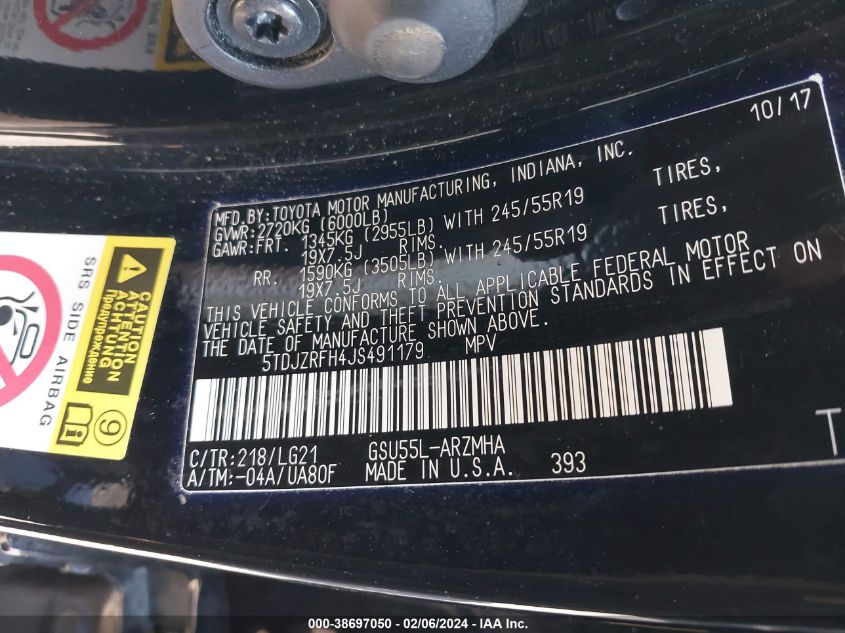 10/17
MFD.BY:TOYOTA MOTOR MANUFACTURING, INDIANA, INC.
GVWR:2720KG (6000LB)
GAWR:FRT. 1345KG (2955LB) WITH 245/55R19 TIRES,
19X7.5J RIMS.
RR. 1590KG (3505LB) WITH 245/55R19 TIRES,
19X7.5J RIMS.
THIS VEHICLE CONFORMS TO ALL APPLICABLE FEDERAL MOTOR
VEHICLE SAFETY AND THEFT PREVENTION STANDARDS IN EFFECT ON
THE DATE OF MANUFACTURE SHOWN ABOVE.
5TDJZRFH4JS491179 MPV
C/TR:218/LG21 GSU55L-ARZMHA
A/TM:-04A/UA80F MADE IN U.S.A. 393
T
CAUTION
ATTENTION
ACHTUNG
Предупреждение
SRS SIDE AIRBAG
9
000-38697050 - 02/06/2024 - IAA Inc.